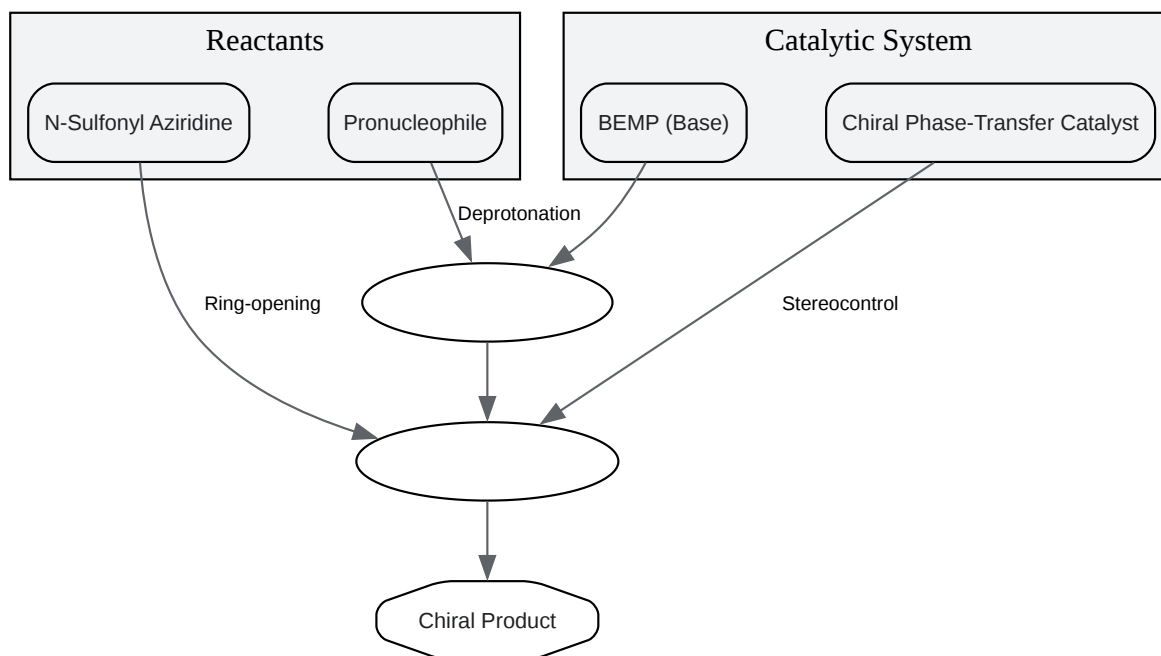 Reactants
Catalytic System
N-Sulfonyl Aziridine
Pronucleophile
BEMP (Base)
Chiral Phase-Transfer Catalyst
Deprotonation
Ring-opening
Stereocontrol
Chiral Product